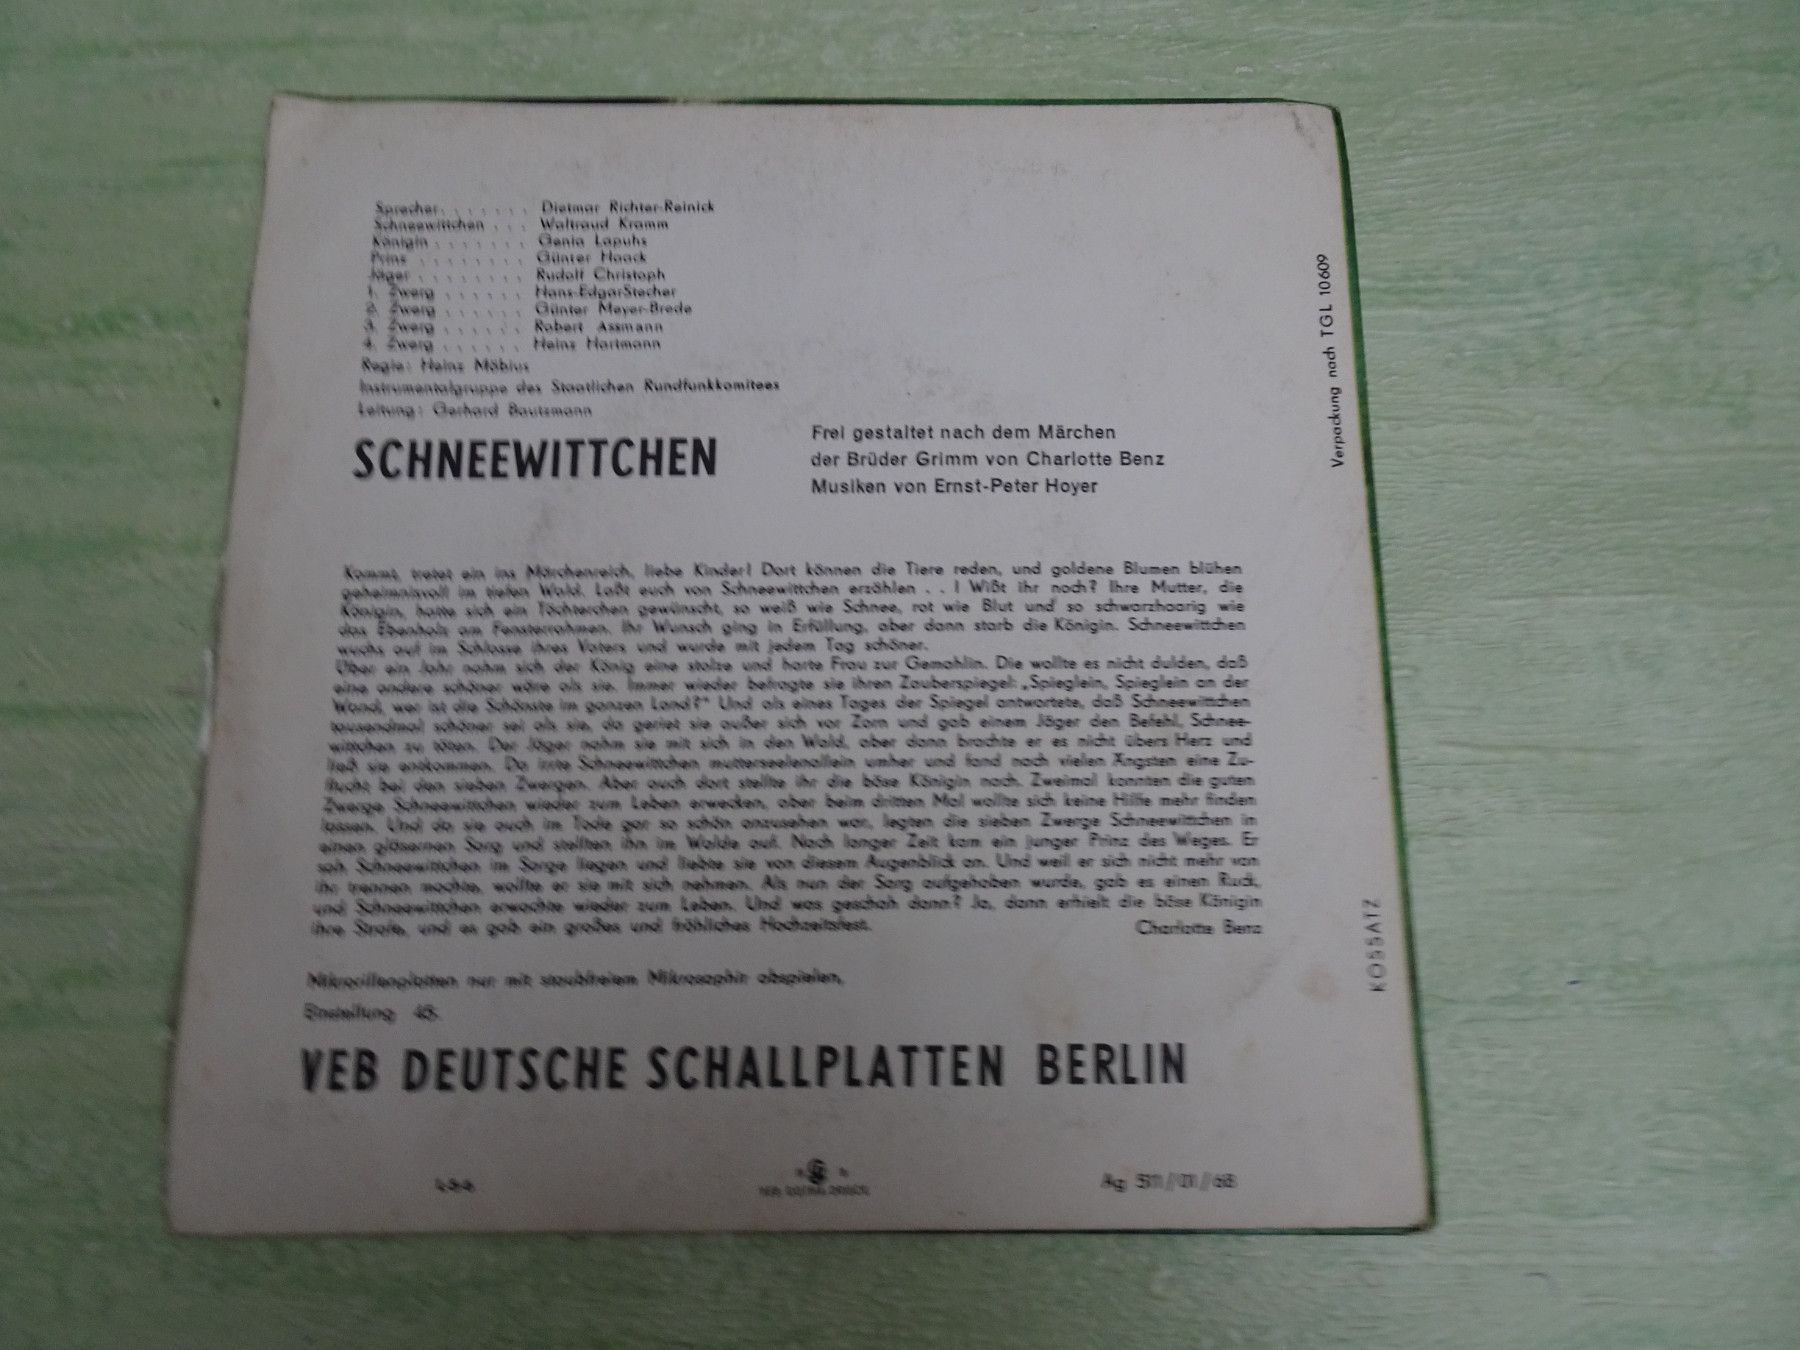 Sprecher . . . . . . . Dietmar Richter-Reinick
Schneewittchen . . . Waltraud Kramm
Königin . . . . . . . Genia Lapuhs
Prinz . . . . . . . . Günter Haack
Jäger . . . . . . . . Rudolf Christoph
1. Zwerg . . . . . . Hans-EdgarStecher
2. Zwerg . . . . . . Günter Meyer-Brede
3. Zwerg . . . . . . Robert Assmann
4. Zwerg . . . . . . Heinz Hartmann
Regie: Heinz Möbius
Instrumentalgruppe des Staatlichen Rundfunkkomitees
Leitung: Gerhard Bautzmann
SCHNEEWITTCHEN
Frei gestaltet nach dem Märchen
der Brüder Grimm von Charlotte Benz
Musiken von Ernst-Peter Hoyer
Kommt, tretet ein ins Märchenreich, liebe Kinder! Dort können die Tiere reden, und goldene Blumen blühen
geheimnisvoll im tiefen Wald. Laßt euch von Schneewittchen erzählen . . ! Wißt ihr noch? Ihre Mutter, die
Königin, hatte sich ein Töchterchen gewünscht, so weiß wie Schnee, rot wie Blut und so schwarzhaarig wie
das Ebenholz am Fensterrahmen. Ihr Wunsch ging in Erfüllung, aber dann starb die Königin. Schneewittchen
wuchs auf im Schlosse ihres Vaters und wurde mit jedem Tag schöner.
Über ein Jahr nahm sich der König eine stolze und harte Frau zur Gemahlin. Die wollte es nicht dulden, daß
eine andere schöner wäre als sie. Immer wieder befragte sie ihren Zauberspiegel: „Spieglein, Spieglein an der
Wand, wer ist die Schönste im ganzen Land?" Und als eines Tages der Spiegel antwortete, daß Schneewittchen
tausendmal schöner sei als sie, da geriet sie außer sich vor Zorn und gab einem Jäger den Befehl, Schnee-
wittchen zu töten. Der Jäger nahm sie mit sich in den Wald, aber dann brachte er es nicht übers Herz und
ließ sie entkommen. Da irrte Schneewittchen mutterseelenallein umher und fand nach vielen Ängsten eine Zu-
flucht bei den sieben Zwergen. Aber auch dort stellte ihr die böse Königin nach. Zweimal konnten die guten
Zwerge Schneewittchen wieder zum Leben erwecken, aber beim dritten Mal wollte sich keine Hilfe mehr finden
lassen. Und da sie auch im Tode gar so schön anzusehen war, legten die sieben Zwerge Schneewittchen in
einen gläsernen Sarg und stellten ihn im Walde auf. Nach langer Zeit kam ein junger Prinz des Weges. Er
sah Schneewittchen im Sarge liegen und liebte sie von diesem Augenblick an. Und weil er sich nicht mehr von
ihr trennen mochte, wollte er sie mit sich nehmen. Als nun der Sarg aufgehoben wurde, gab es einen Ruck,
und Schneewittchen erwachte wieder zum Leben. Und was geschah dann? Ja, dann erhielt die böse Königin
ihre Strafe, und es gab ein großes und fröhliches Hochzeitsfest.
Charlotte Benz
Mikrorillenplatten nur mit staubfreiem Mikrosaphir abspielen.
Einstellung 45.
VEB DEUTSCHE SCHALLPLATTEN BERLIN
Ag 511/01/68
Verpackung nach TGL 10609
KOSSATZ